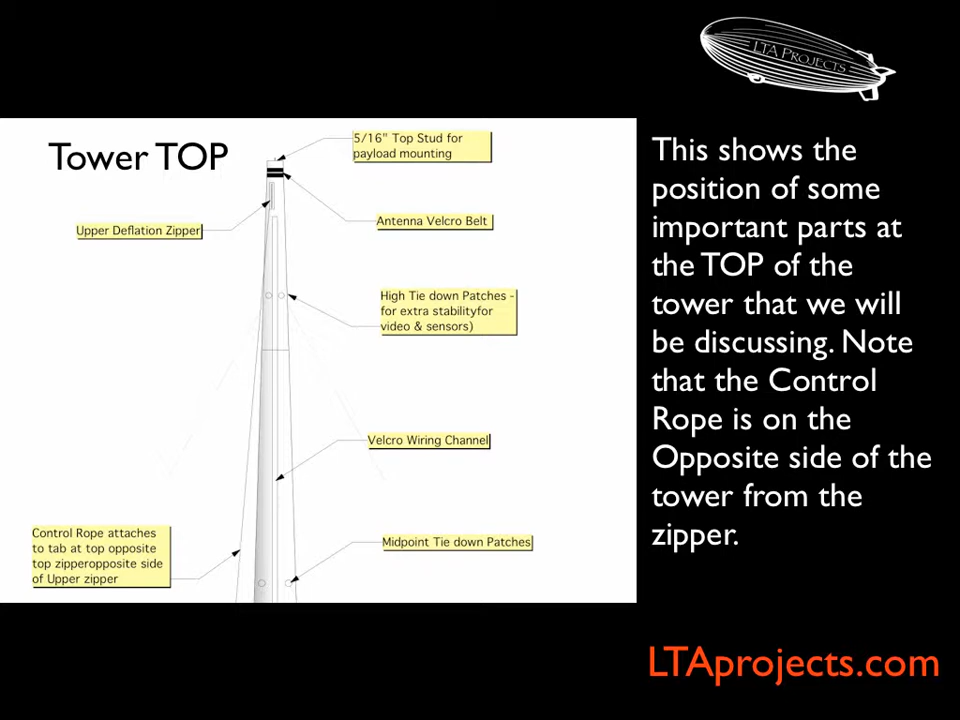 LTA PROJECTS
Tower TOP
5/16" Top Stud for
payload mounting
Upper Deflation Zipper
Antenna Velcro Belt
High Tie down Patches -
for extra stabilityfor
video & sensors)
Velcro Wiring Channel
Control Rope attaches
to tab at top opposite
top zipperopposite side
of Upper zipper
Midpoint Tie down Patches
This shows the
position of some
important parts at
the TOP of the
tower that we will
be discussing. Note
that the Control
Rope is on the
Opposite side of the
tower from the
zipper.
LTAprojects.com